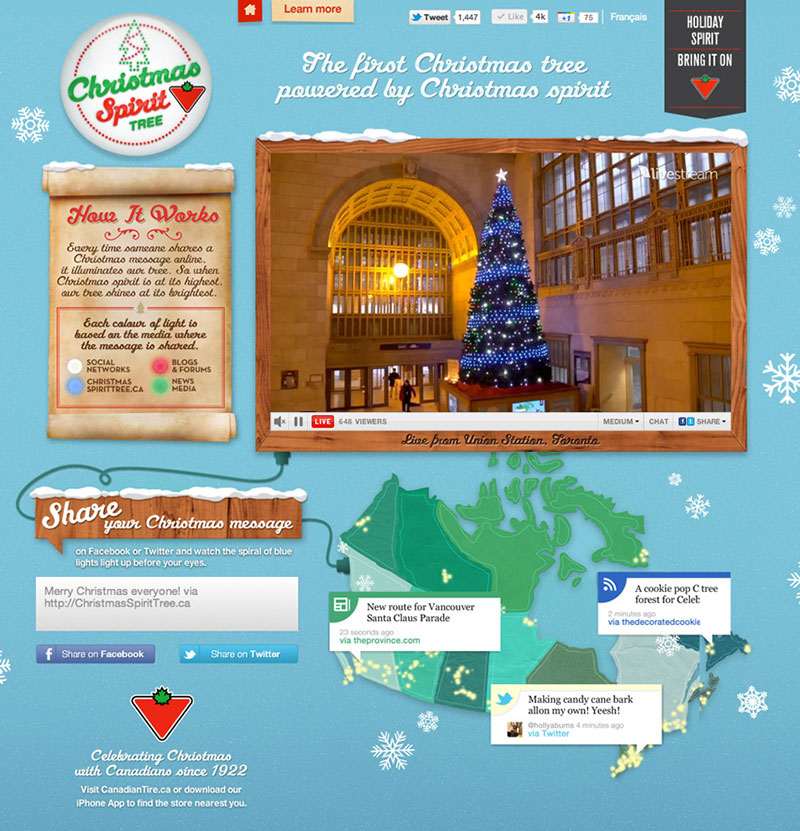 Learn more
Tweet 1,447
Like 4k
+1 75
Français
Christmas
Spirit
TREE
The first Christmas tree
powered by Christmas spirit
HOLIDAY
SPIRIT
BRING IT ON
How It Works
Every time someone shares a
Christmas message online,
it illuminates our tree. So when
Christmas spirit is at its highest,
our tree shines at its brightest.
Each colour of light is
based on the media where
the message is shared.
SOCIAL
NETWORKS
BLOGS
& FORUMS
CHRISTMAS
SPIRITTREE.CA
NEWS
MEDIA
livestream
LIVE 648 VIEWERS
MEDIUM CHAT SHARE
Live from Union Station, Toronto
Share
your Christmas message
on Facebook or Twitter and watch the spiral of blue
lights light up before your eyes.
Merry Christmas everyone! via
http://ChristmasSpiritTree.ca
Share on Facebook
Share on Twitter
New route for Vancouver
Santa Claus Parade
23 seconds ago
via theprovince.com
A cookie pop C tree
forest for Celeb
2 minutes ago
via thedecoratedcookie
Making candy cane bark
allon my own! Yeesh!
@hollyaburns 4 minutes ago
via Twitter
Celebrating Christmas
with Canadians since 1922
Visit CanadianTire.ca or download our
iPhone App to find the store nearest you.